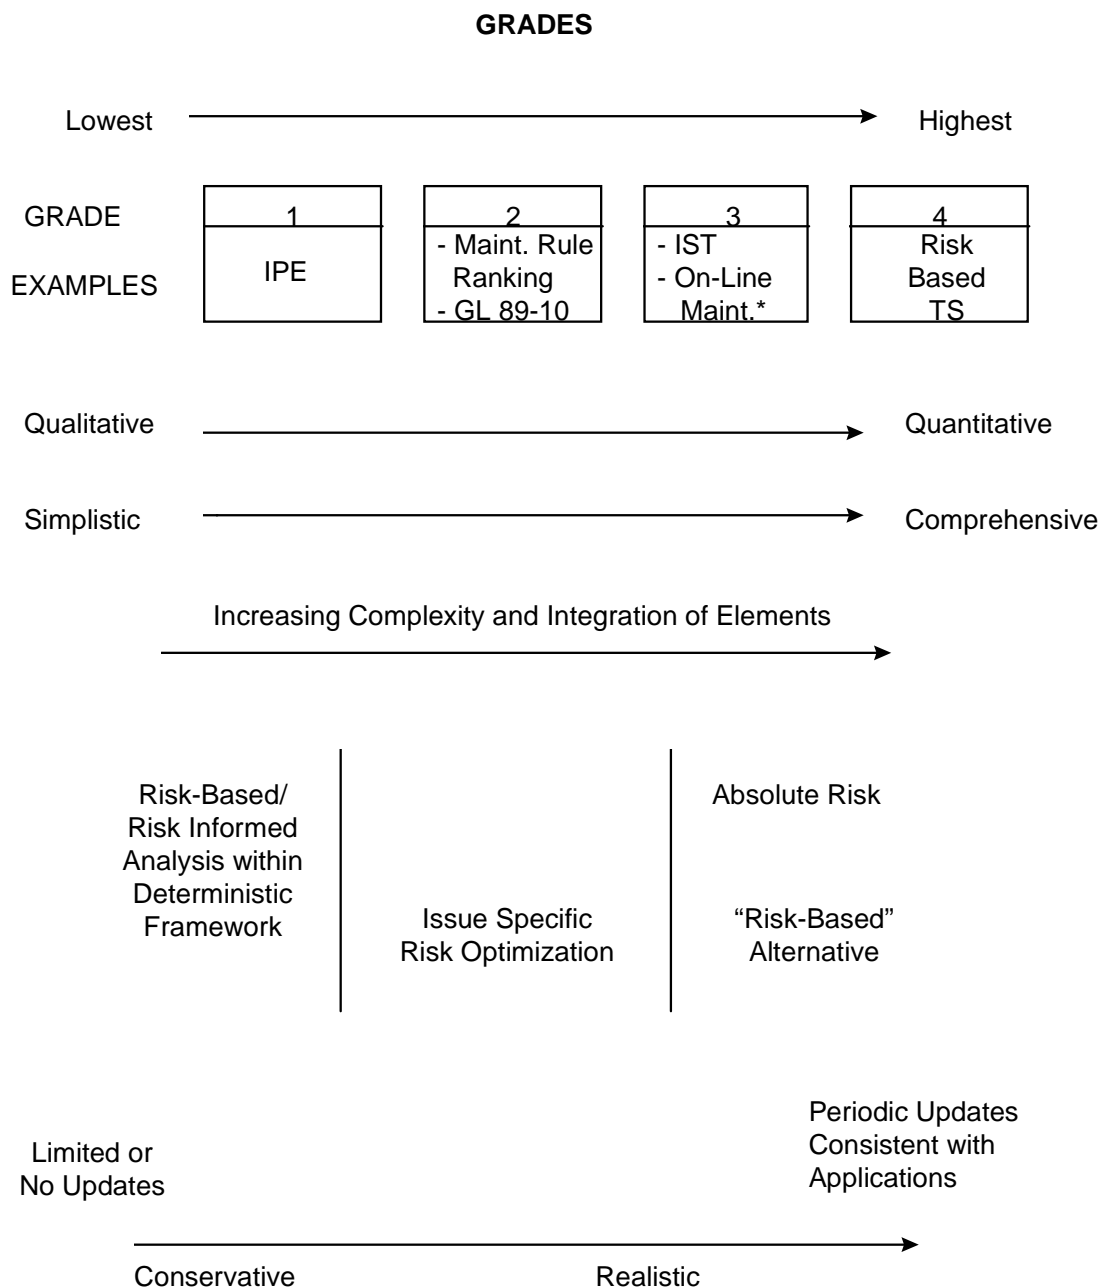 GRADES
Lowest
Highest
GRADE
1
2
3
4
EXAMPLES
IPE
- Maint. Rule
Ranking
- GL 89-10
- IST
- On-Line
Maint.*
Risk
Based
TS
Qualitative
Quantitative
Simplistic
Comprehensive
Increasing Complexity and Integration of Elements
Risk-Based/
Risk Informed
Analysis within
Deterministic
Framework
Issue Specific
Risk Optimization
Absolute Risk
“Risk-Based”
Alternative
Limited or
No Updates
Periodic Updates
Consistent with
Applications
Conservative
Realistic